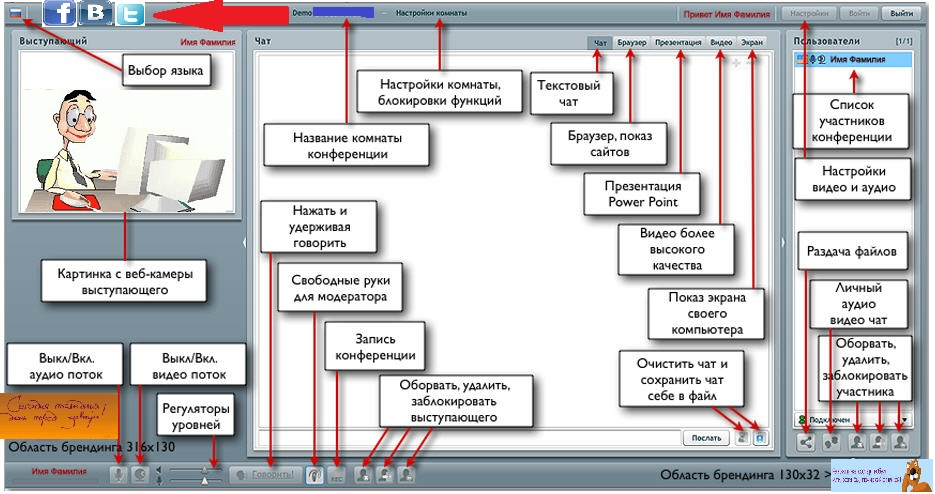 f B t
Demo
Настройки комнаты
Привет Имя Фамилия
Настройки
Войти
Выйти
Выступающий
Имя Фамилия
Чат
Чат
Браузер
Презентация
Видео
Экран
Пользователи
[1/1]
Имя Фамилия
Выбор языка
Настройки комнаты,
блокировки функций
Название комнаты
конференции
Текстовый
чат
Браузер, показ
сайтов
Презентация
Power Point
Видео более
высокого
качества
Показ экрана
своего
компьютера
Список
участников
конференции
Настройки
видео и аудио
Раздача файлов
Личный
аудио
видео чат
Оборвать,
удалить,
заблокировать
участника
Картинка с веб-камеры
выступающего
Нажать и
удерживая
говорить
Свободные руки
для модератора
Запись
конференции
Оборвать, удалить,
заблокировать
выступающего
Очистить чат и
сохранить чат
себе в файл
Выкл/Вкл.
аудио поток
Выкл/Вкл.
видео поток
Регуляторы
уровней
Сегодня
Область брендинга 316x130
Послать
Подключен
Имя Фамилия
Говорить!
REC
Область брендинга 130x32 >